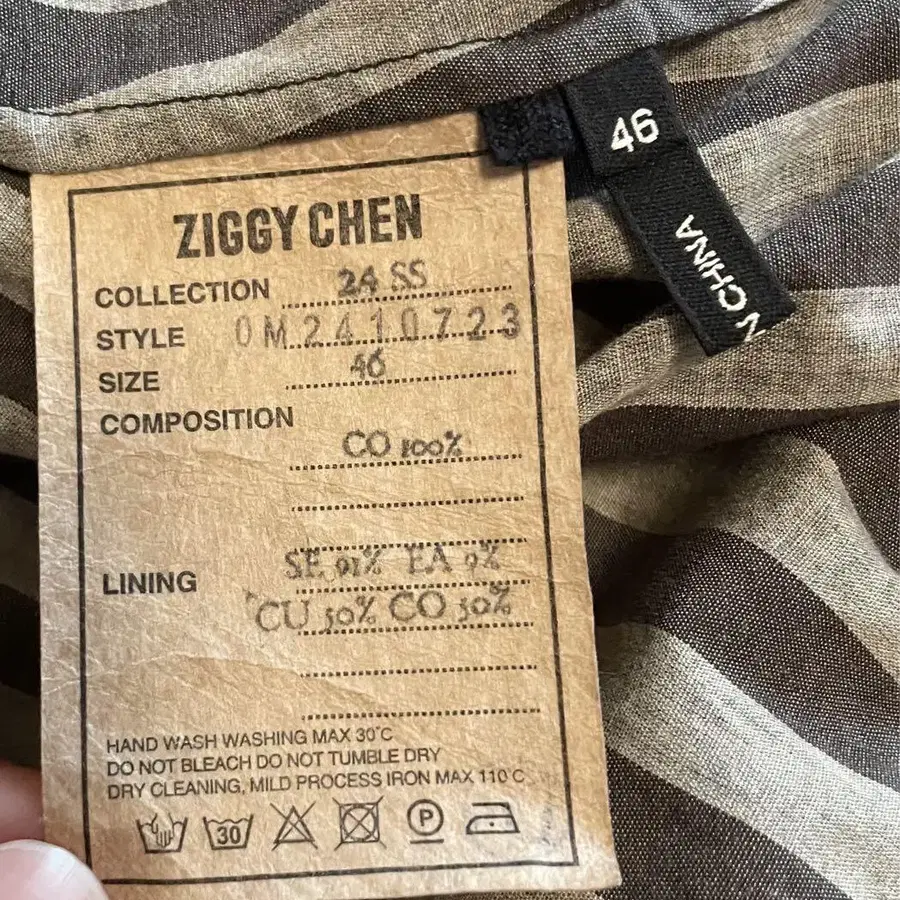 ZIGGY CHEN
COLLECTION 24 SS
STYLE 0M2410723
SIZE 46
COMPOSITION
CO 100%
LINING SE 91% EA 9%
CU 50% CO 50%
HAND WASH WASHING MAX 30°C
DO NOT BLEACH DO NOT TUMBLE DRY
DRY CLEANING, MILD PROCESS IRON MAX 110°C
30
P
46
N CHINA